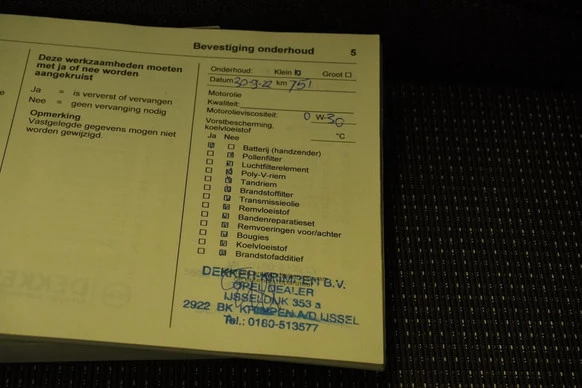 Bevestiging onderhoud 5
Deze werkzaamheden moeten
met ja of nee worden
aangekruist
Ja = is ververst of vervangen
Nee = geen vervanging nodig
Opmerking
Vastgelegde gegevens mogen niet
worden gewijzigd.
Onderhoud: Klein Groot
Datum 30-9-22 km 751
Motorolie
Kwaliteit:
Motorolieviscositeit: 0 W-30
Vorstbescherming,
koelvloeistof °C
Ja Nee
Batterij (handzender)
Pollenfilter
Luchtfilterelement
Poly-V-riem
Tandriem
Brandstoffilter
Transmissieolie
Remvloeistof
Bandenreparatieset
Remvoeringen voor/achter
Bougies
Koelvloeistof
Brandstofadditief
DEKKER KRIMPEN B.V.
OPEL DEALER
IJSSELDIJK 353 a
2922 BK KRIMPEN A/D IJSSEL
Tel.: 0180-513577